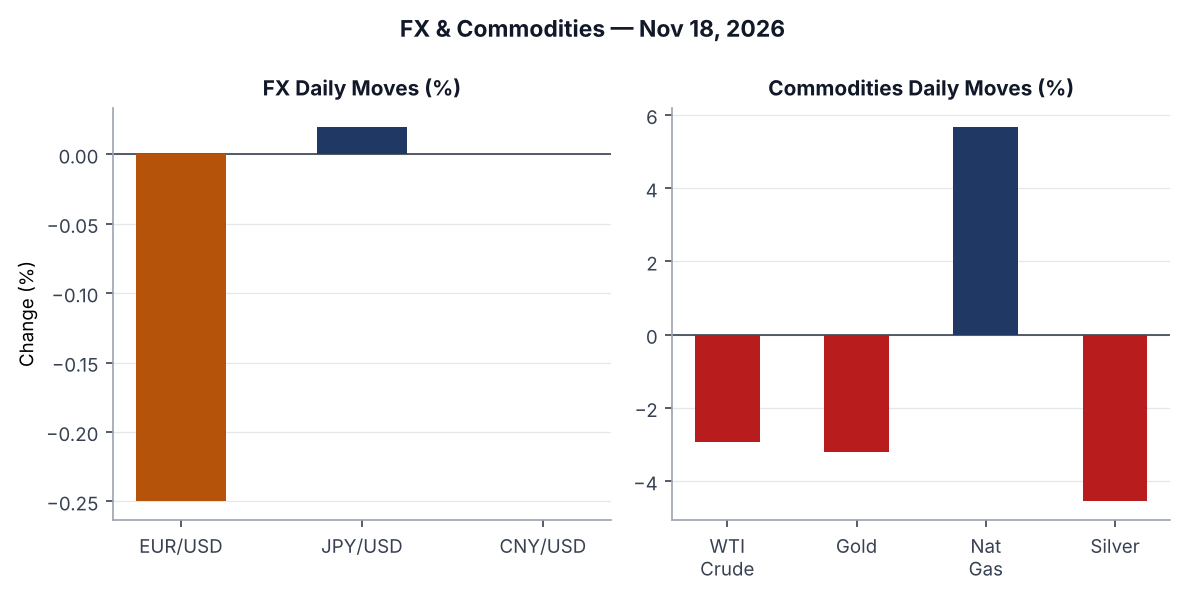 FX & Commodities — Nov 18, 2026
FX Daily Moves (%)
Change (%)
0.00
−0.05
−0.10
−0.15
−0.20
−0.25
EUR/USD
JPY/USD
CNY/USD
Commodities Daily Moves (%)
6
4
2
0
−2
−4
WTI
Crude
Gold
Nat
Gas
Silver